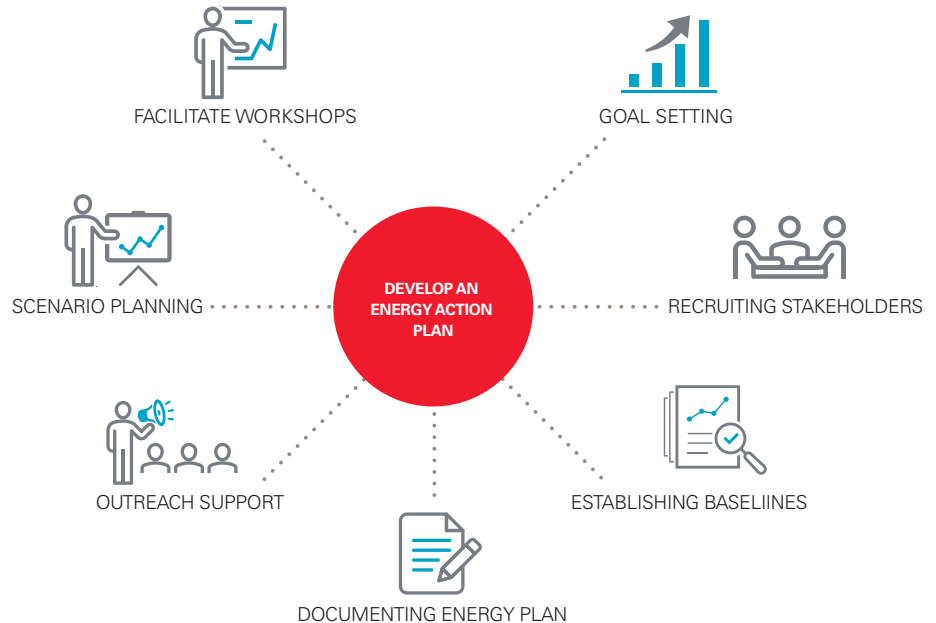 FACILITATE WORKSHOPS
GOAL SETTING
SCENARIO PLANNING
DEVELOP AN
ENERGY ACTION
PLAN
RECRUITING STAKEHOLDERS
OUTREACH SUPPORT
ESTABLISHING BASELIINES
DOCUMENTING ENERGY PLAN